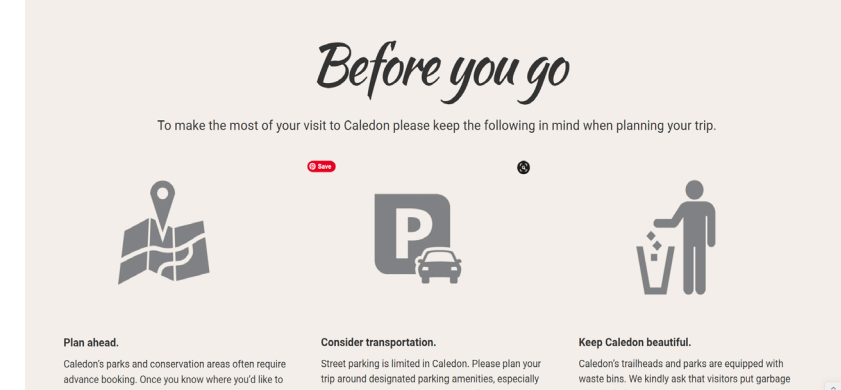 Before you go
To make the most of your visit to Caledon please keep the following in mind when planning your trip.
Save
P
Plan ahead.
Caledon's parks and conservation areas often require
advance booking. Once you know where you'd like to
Consider transportation.
Street parking is limited in Caledon. Please plan your
trip around designated parking amenities, especially
Keep Caledon beautiful.
Caledon's trailheads and parks are equipped with
waste bins. We kindly ask that visitors put garbage